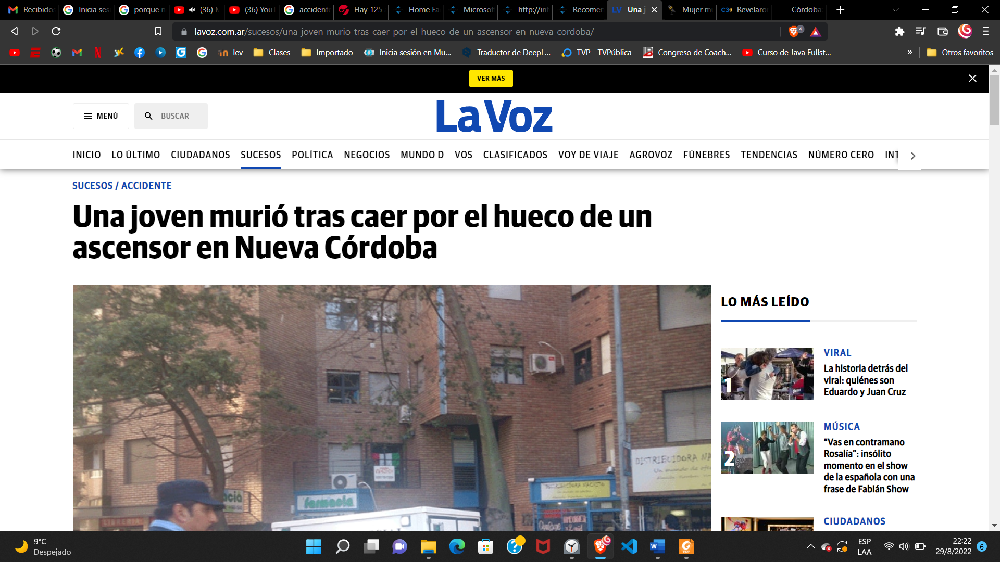 Recibidos
Inicia ses
porque n
(36) M
(36) YouT
accidente
Hay 125
Home Fa
Microsof
http://inf
Recomen
Una j
Mujer mu
Revelaro
Córdoba:
lavoz.com.ar/sucesos/una-joven-murio-tras-caer-por-el-hueco-de-un-ascensor-en-nueva-cordoba/
4
lev
Clases
Importado
Inicia sesión en Mu...
Traductor de DeepL...
TVP - TVPública
Congreso de Coach...
Curso de Java Fullst...
»
Otros favoritos
VER MÁS
MENÚ
BUSCAR
La Voz
INICIO LO ÚLTIMO CIUDADANOS SUCESOS POLÍTICA NEGOCIOS MUNDO D VOS CLASIFICADOS VOY DE VIAJE AGROVOZ FÚNEBRES TENDENCIAS NÚMERO CERO INT
SUCESOS / ACCIDENTE
Una joven murió tras caer por el hueco de un
ascensor en Nueva Córdoba
farmacia
LIBRERIA
DISTRIBUIDORA
LO MÁS LEÍDO
1
VIRAL
La historia detrás del
viral: quiénes son
Eduardo y Juan Cruz
2
MÚSICA
“Vas en contramano
Rosalía”: insólito
momento en el show
de la española con una
frase de Fabián Show
CIUDADANOS
9°C
Despejado
ESP
LAA
22:22
29/8/2022
6